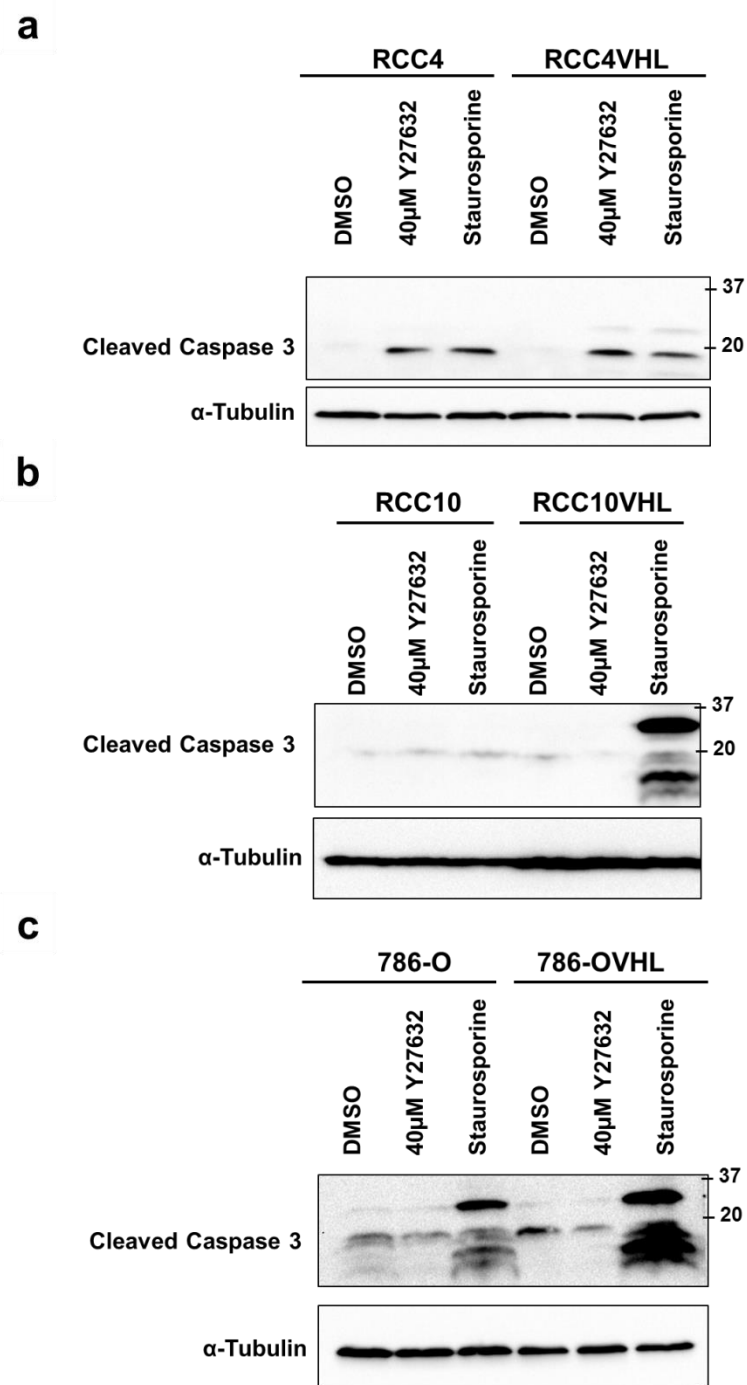 a
RCC4 RCC4VHL
DMSO 40µM Y27632 Staurosporine DMSO 40µM Y27632 Staurosporine
37
Cleaved Caspase 3 20
α-Tubulin
b
RCC10 RCC10VHL
DMSO 40µM Y27632 Staurosporine DMSO 40µM Y27632 Staurosporine
37
Cleaved Caspase 3 20
α-Tubulin
c
786-O 786-OVHL
DMSO 40µM Y27632 Staurosporine DMSO 40µM Y27632 Staurosporine
37
20
Cleaved Caspase 3
α-Tubulin